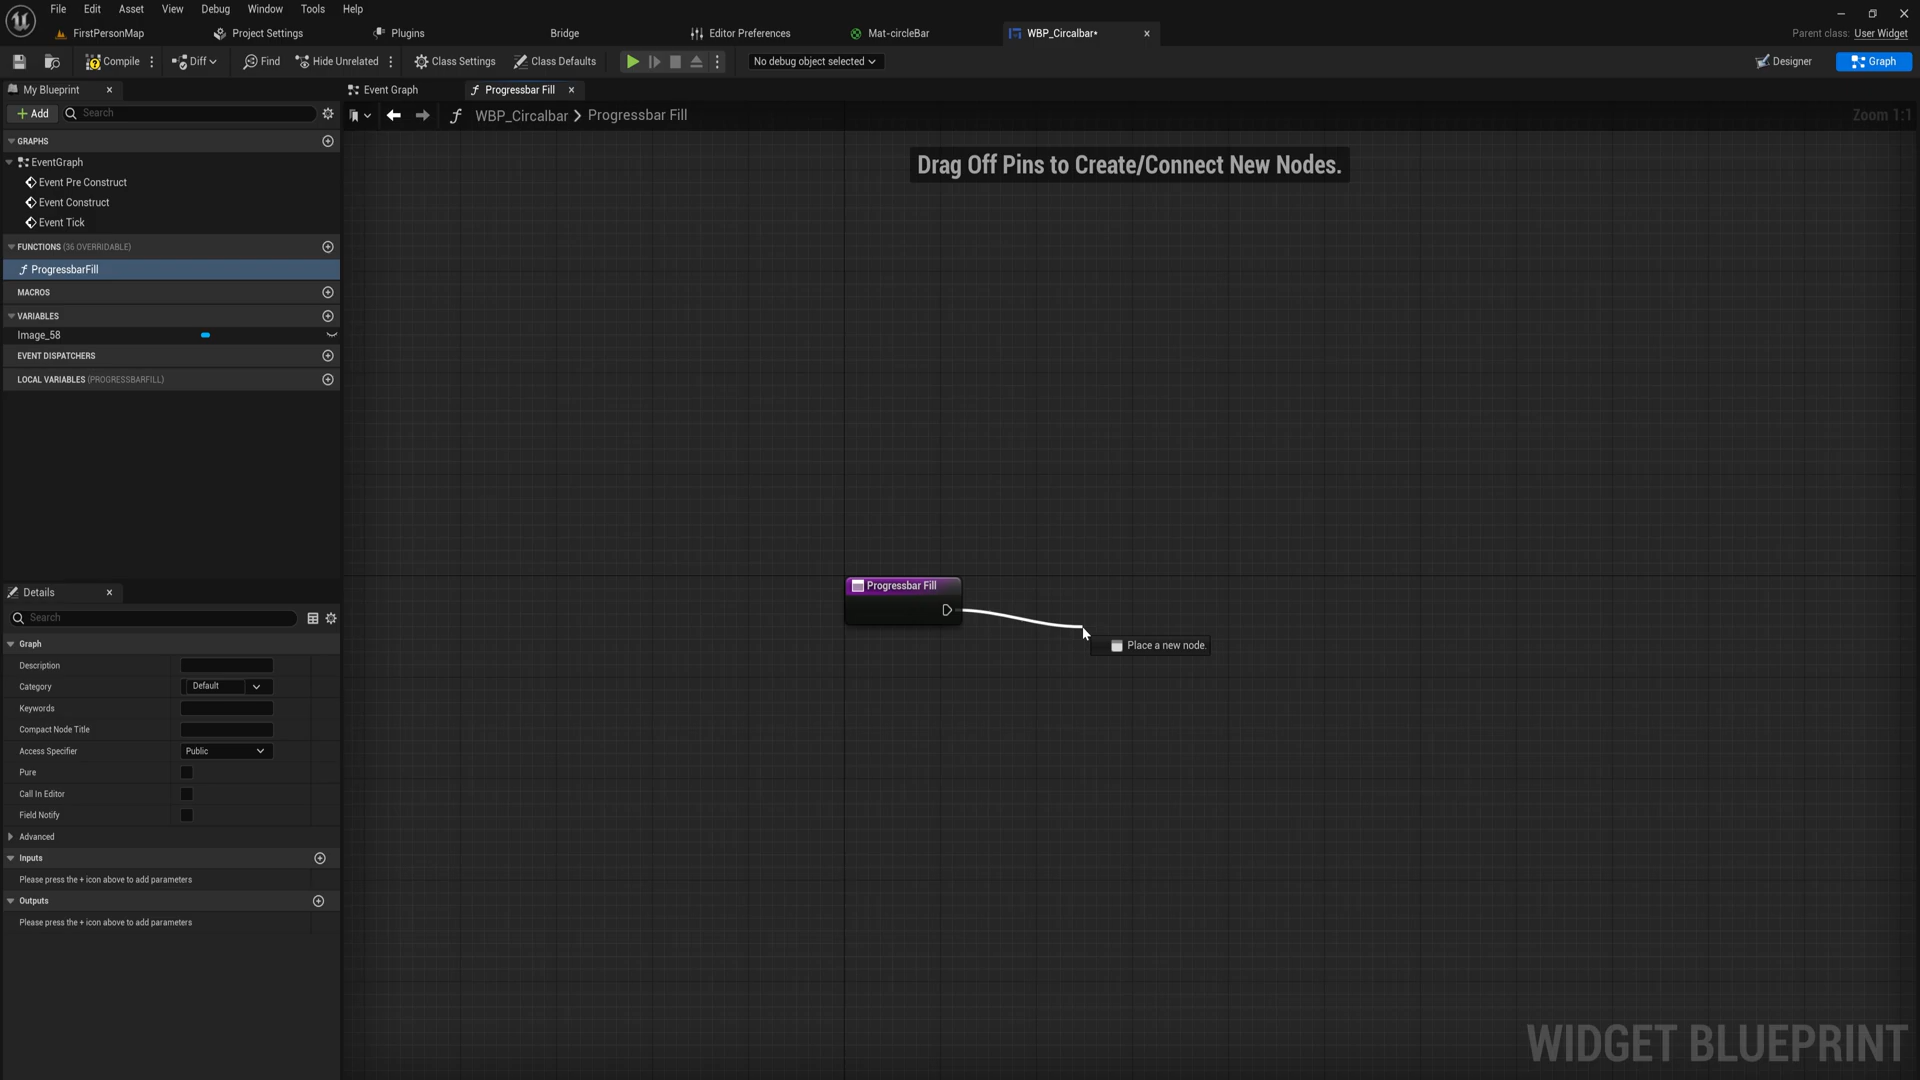 File Edit Asset View Debug Window Tools Help
FirstPersonMap Project Settings Plugins Bridge Editor Preferences Mat-circleBar WBP_Circalbar* Parent class: User Widget
Compile Diff Find Hide Unrelated Class Settings Class Defaults No debug object selected Designer Graph
My Blueprint Event Graph Progressbar Fill
+ Add Search WBP_Circalbar > Progressbar Fill Zoom 1:1
GRAPHS
Drag Off Pins to Create/Connect New Nodes.
EventGraph
Event Pre Construct
Event Construct
Event Tick
FUNCTIONS (36 OVERRIDABLE)
ProgressbarFill
MACROS
VARIABLES
Image_58
EVENT DISPATCHERS
LOCAL VARIABLES (PROGRESSBARFILL)
Progressbar Fill
Place a new node.
Details
Search
Graph
Description
Category Default
Keywords
Compact Node Title
Access Specifier Public
Pure
Call In Editor
Field Notify
Advanced
Inputs
Please press the + icon above to add parameters
Outputs
Please press the + icon above to add parameters
WIDGET BLUEPRINT